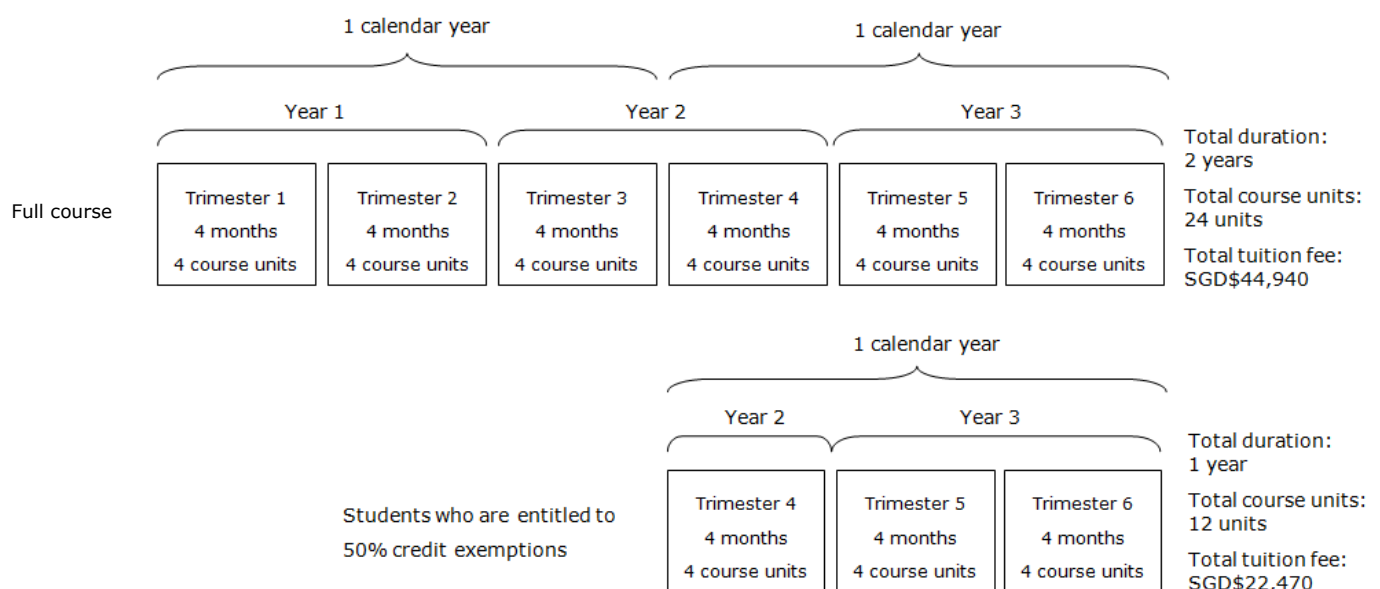 1 calendar year
1 calendar year
Year 1
Year 2
Year 3
Full course
Trimester 1
4 months
4 course units
Trimester 2
4 months
4 course units
Trimester 3
4 months
4 course units
Trimester 4
4 months
4 course units
Trimester 5
4 months
4 course units
Trimester 6
4 months
4 course units
Total duration:
2 years
Total course units:
24 units
Total tuition fee:
SGD$44,940
1 calendar year
Year 2
Year 3
Students who are entitled to
50% credit exemptions
Trimester 4
4 months
4 course units
Trimester 5
4 months
4 course units
Trimester 6
4 months
4 course units
Total duration:
1 year
Total course units:
12 units
Total tuition fee:
SGD$22,470